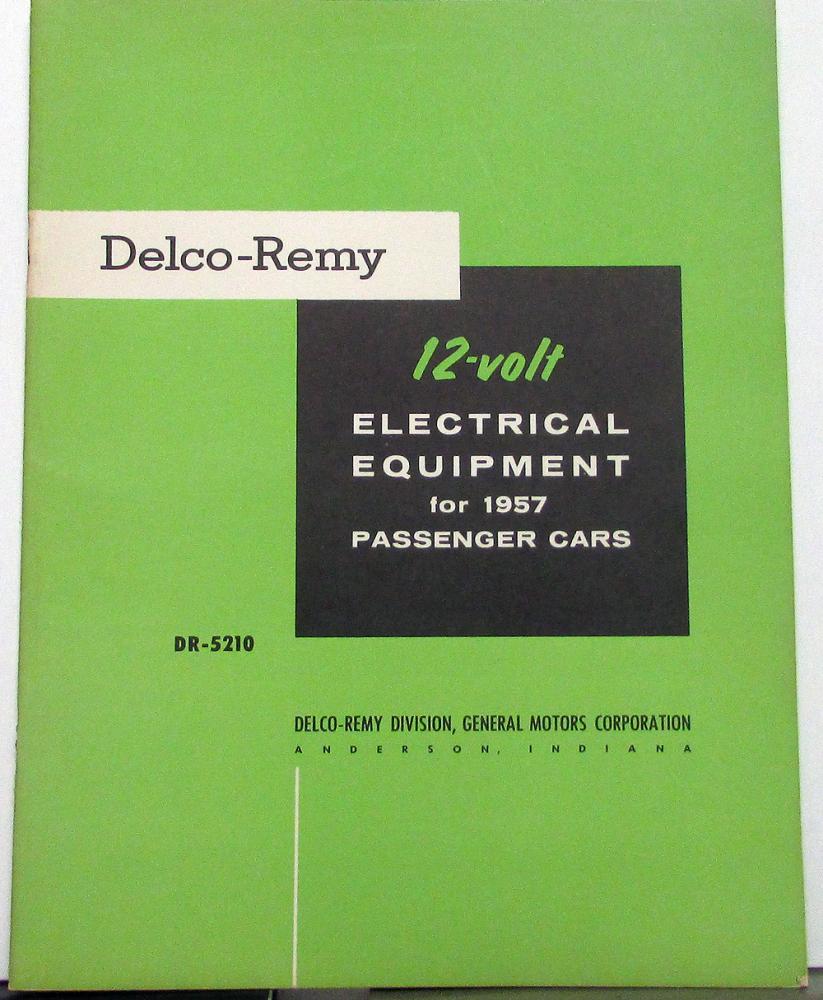 Delco-Remy
12-volt
ELECTRICAL
EQUIPMENT
for 1957
PASSENGER CARS
DR-5210
DELCO-REMY DIVISION, GENERAL MOTORS CORPORATION
ANDERSON, INDIANA